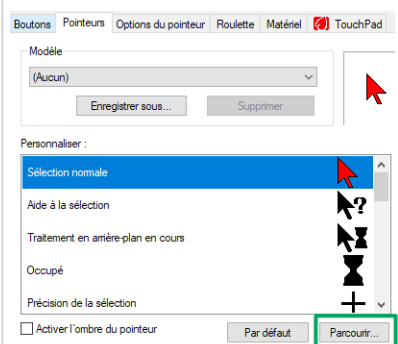 Boutons Pointeurs Options du pointeur Roulette Matériel TouchPad
Modèle
(Aucun)
Enregistrer sous... Supprimer
Personnaliser :
Sélection normale
Aide à la sélection
Traitement en arrière-plan en cours
Occupé
Précision de la sélection
Activer l'ombre du pointeur Par défaut Parcourir...